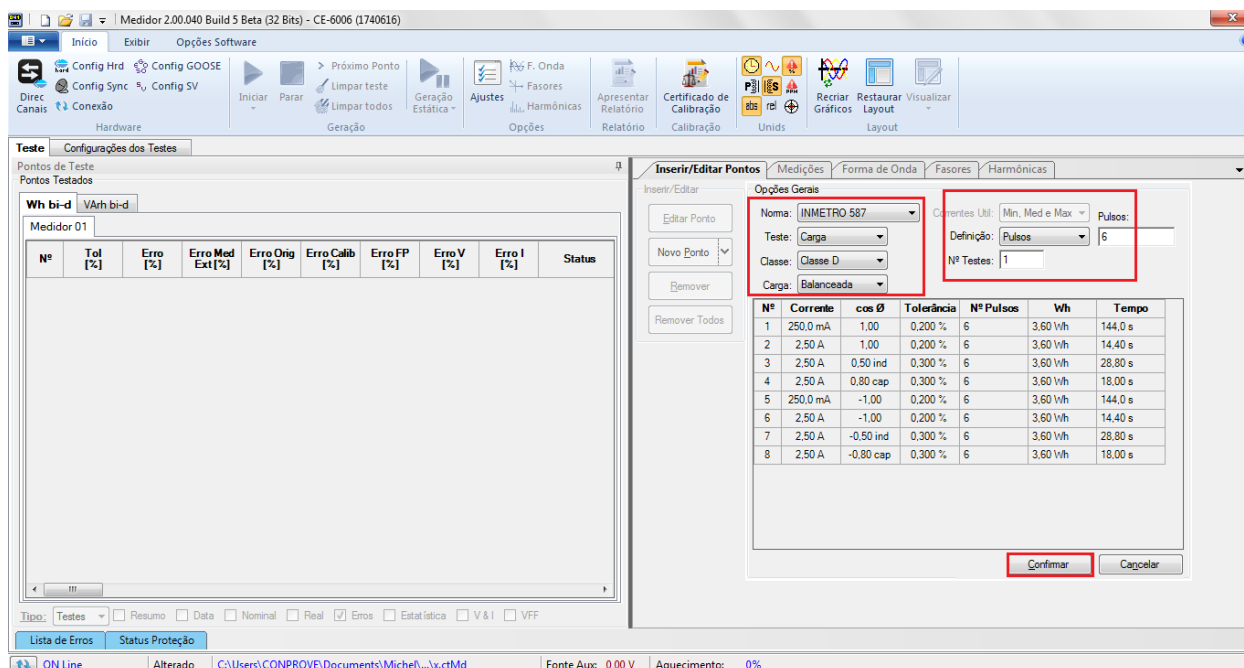 Medidor 2.00.040 Build 5 Beta (32 Bits) - CE-6006 (1740616)
Início Exibir Opções Software
Direc Canais
Config Hrd Config GOOSE
Config Sync Config SV
Conexão
Hardware
Iniciar Parar
> Próximo Ponto
Limpar teste
Limpar todos
Geração Estática
Geração
Ajustes
F. Onda
Fasores
Harmônicas
Opções
Apresentar Relatório
Relatório
Certificado de Calibração
Calibração
abs rel
Unids
Recriar Gráficos
Restaurar Layout
Visualizar
Layout
Teste Configurações dos Testes
Pontos de Teste
Pontos Testados
Wh bi-d VArh bi-d
Medidor 01
Nº Tol [%] Erro [%] Erro Med Ext [%] Erro Orig [%] Erro Calib [%] Erro FP [%] Erro V [%] Erro I [%] Status
Tipo: Testes Resumo Data Nominal Real Erros Estatística V & I VFF
Inserir/Editar Pontos Medições Forma de Onda Fasores Harmônicas
Inserir/Editar
Editar Ponto
Novo Ponto
Remover
Remover Todos
Opções Gerais
Norma: INMETRO 587
Teste: Carga
Classe: Classe D
Carga: Balanceada
Correntes Util: Min, Med e Max Pulsos:
Definição: Pulsos 6
Nº Testes: 1
Nº Corrente cos Ø Tolerância Nº Pulsos Wh Tempo
1 250,0 mA 1,00 0,200 % 6 3,60 Wh 144,0 s
2 2,50 A 1,00 0,200 % 6 3,60 Wh 14,40 s
3 2,50 A 0,50 ind 0,300 % 6 3,60 Wh 28,80 s
4 2,50 A 0,80 cap 0,300 % 6 3,60 Wh 18,00 s
5 250,0 mA -1,00 0,200 % 6 3,60 Wh 144,0 s
6 2,50 A -1,00 0,200 % 6 3,60 Wh 14,40 s
7 2,50 A -0,50 ind 0,300 % 6 3,60 Wh 28,80 s
8 2,50 A -0,80 cap 0,300 % 6 3,60 Wh 18,00 s
Confirmar Cancelar
Lista de Erros Status Proteção
ON Line Alterado C:\Users\CONPROVE\Documents\Michel\...\x.ctMd Fonte Aux: 0.00 V Aquecimento: 0%